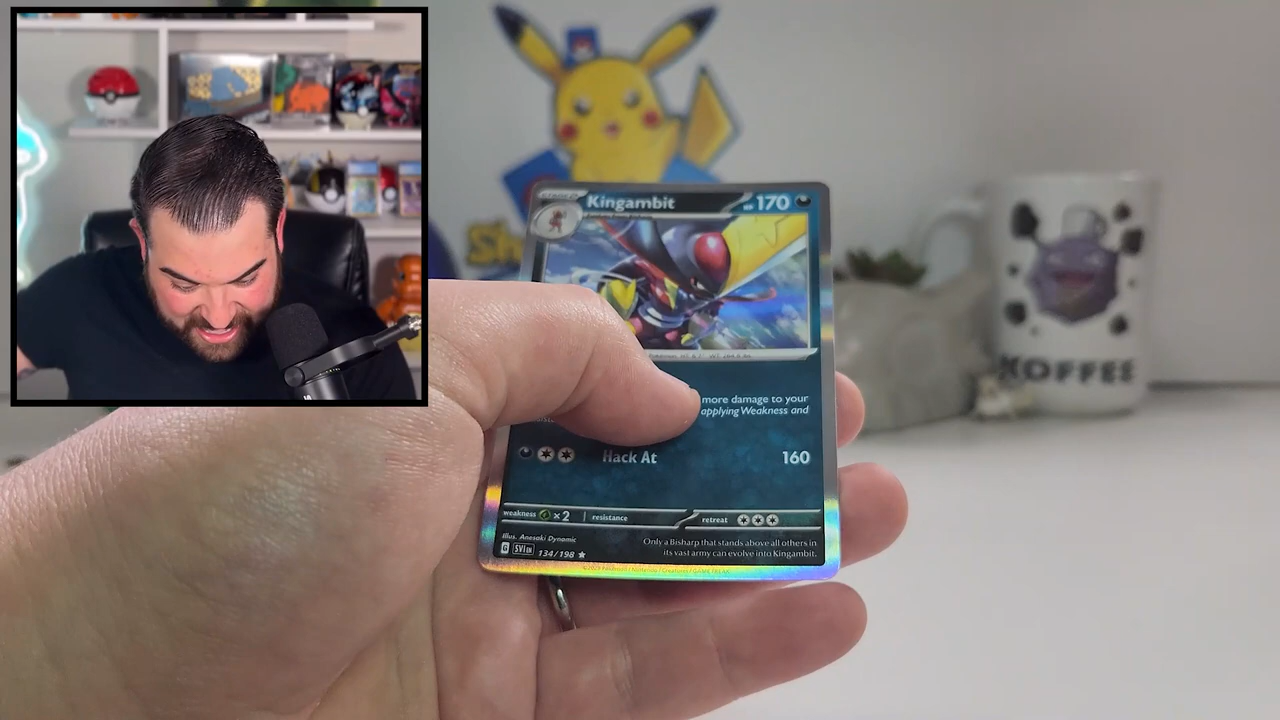 Kingambit HP 170
more damage to your
applying Weakness and
Hack At 160
weakness ×2 resistance retreat
Illus. Anesaki Dynamic
Only a Bisharp that stands above all others in
its vast army can evolve into Kingambit.
G SVI EN 134/198
Sh
KOFFEE